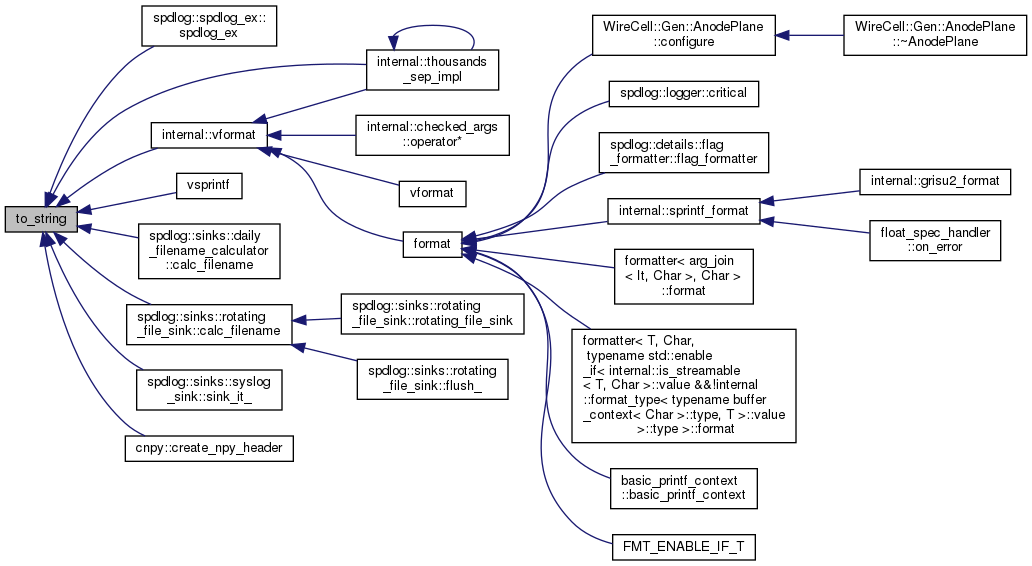 to_string
spdlog::spdlog_ex::
spdlog_ex
internal::thousands
_sep_impl
internal::vformat
internal::checked_args
::operator*
vsprintf
vformat
spdlog::sinks::daily
_filename_calculator
::calc_filename
format
spdlog::sinks::rotating
_file_sink::calc_filename
spdlog::sinks::rotating
_file_sink::rotating_file_sink
spdlog::sinks::rotating
_file_sink::flush_
spdlog::sinks::syslog
_sink::sink_it_
cnpy::create_npy_header
WireCell::Gen::AnodePlane
::configure
WireCell::Gen::AnodePlane
::~AnodePlane
spdlog::logger::critical
spdlog::details::flag
_formatter::flag_formatter
internal::sprintf_format
internal::grisu2_format
float_spec_handler
::on_error
formatter< arg_join
< It, Char >, Char >
::format
formatter< T, Char,
typename std::enable
_if< internal::is_streamable
< T, Char >::value &&!internal
::format_type< typename buffer
_context< Char >::type, T >::value
>::type >::format
basic_printf_context
::basic_printf_context
FMT_ENABLE_IF_T